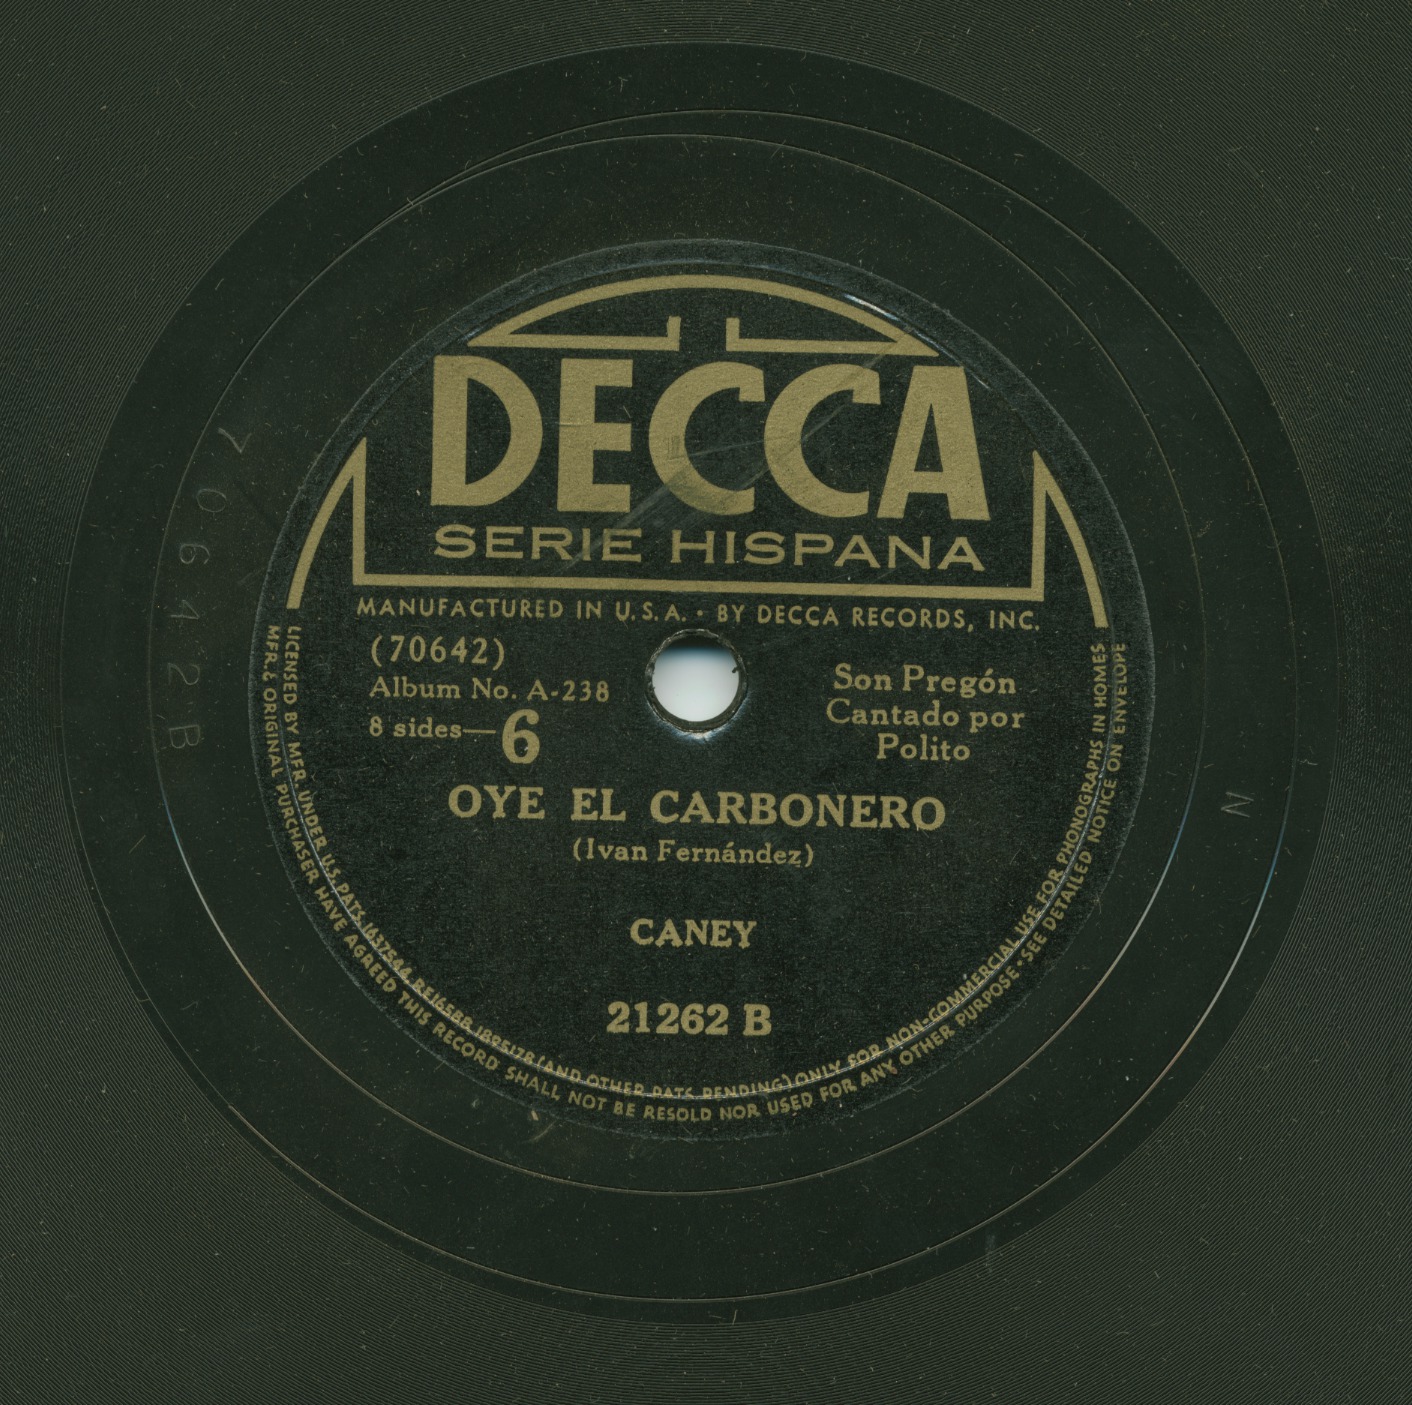 DECCA
SERIE HISPANA
MANUFACTURED IN U.S.A. • BY DECCA RECORDS, INC.
(70642)
Album No. A-238
8 sides—6
Son Pregón
Cantado por
Polito
OYE EL CARBONERO
(Ivan Fernández)
CANEY
21262 B
LICENSED BY MFR. UNDER U.S. PATS. 1637544, RE16588, 1895178 (AND OTHER PATS. PENDING) ONLY FOR NON-COMMERCIAL USE FOR PHONOGRAPHS IN HOMES
MFR. & ORIGINAL PURCHASER HAVE AGREED THIS RECORD SHALL NOT BE RESOLD NOR USED FOR ANY OTHER PURPOSE • SEE DETAILED NOTICE ON ENVELOPE
70642B
N